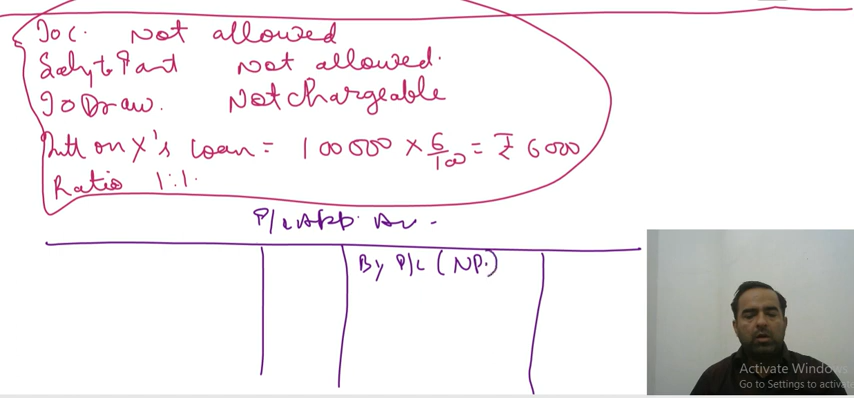 IOC. Not allowed
Salary to Part Not allowed.
IODraw. Not chargeable
Intt on X's Loan = 100000 × 6/100 = ₹ 6000
Ratio 1:1.
P/L App. A/c -
By P/L (NP.)
Activate Windows
Go to Settings to activate